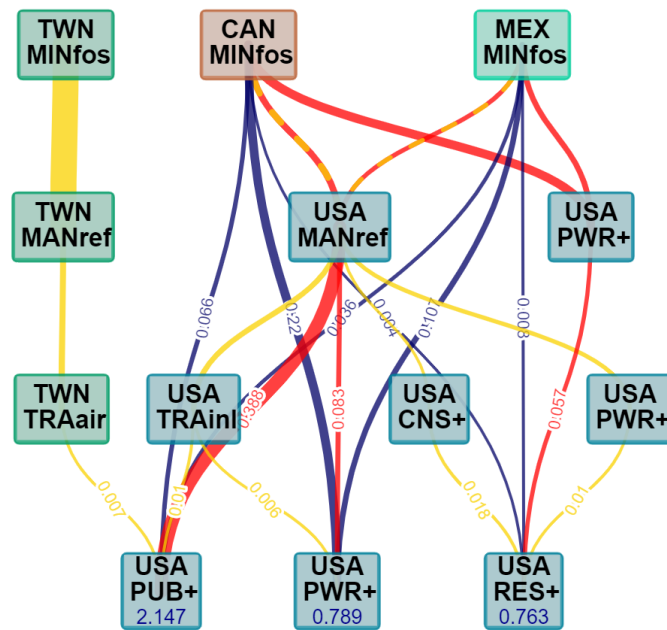 TWN
MINfos
CAN
MINfos
MEX
MINfos
TWN
MANref
USA
MANref
USA
PWR+
0.066
0.22
0.036
0.004
0.107
0.008
TWN
TRAair
USA
TRAinl
0.388
0.083
USA
CNS+
0.057
USA
PWR+
0.007
0.01
0.006
0.018
0.01
USA
PUB+
2.147
USA
PWR+
0.789
USA
RES+
0.763